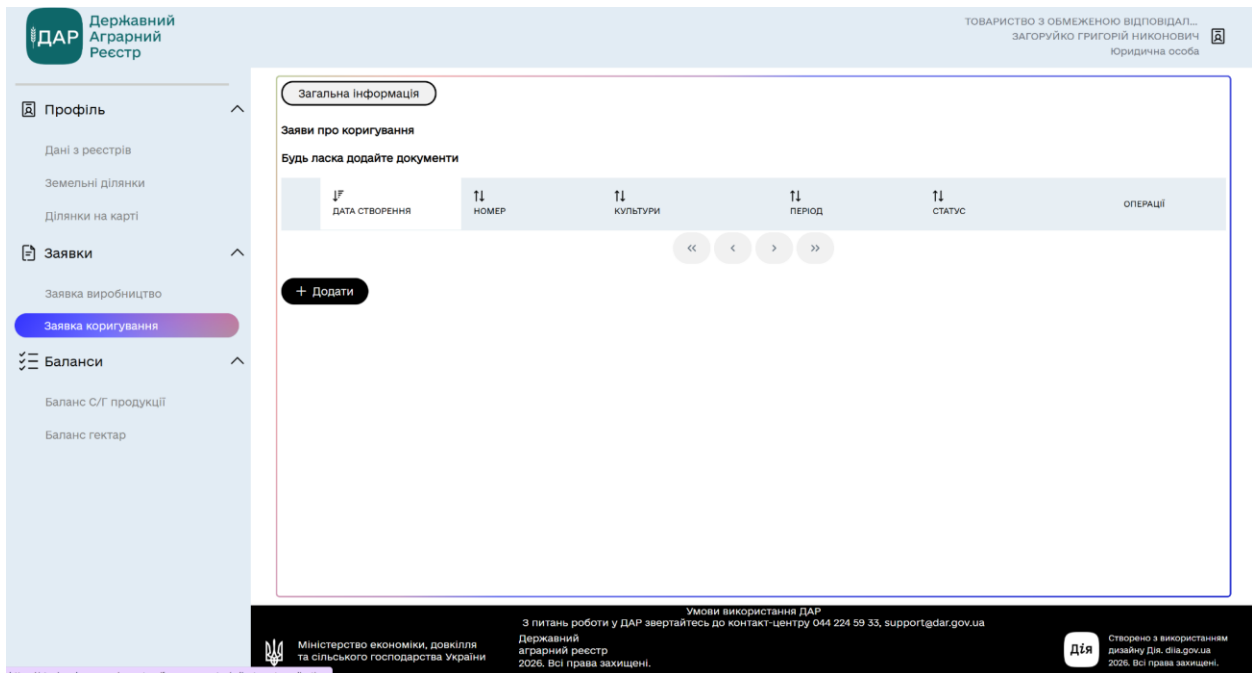 ДАР
Державний
Аграрний
Реєстр
ТОВАРИСТВО З ОБМЕЖЕНОЮ ВІДПОВІДАЛ...
ЗАГОРУЙКО ГРИГОРІЙ НИКОНОВИЧ
Юридична особа
Профіль
Дані з реєстрів
Земельні ділянки
Ділянки на карті
Заявки
Заявка виробництво
Заявка коригування
Баланси
Баланс С/Г продукції
Баланс гектар
Загальна інформація
Заяви про коригування
Будь ласка додайте документи
ДАТА СТВОРЕННЯ НОМЕР КУЛЬТУРИ ПЕРІОД СТАТУС ОПЕРАЦІЇ
« ‹ › »
+ Додати
Умови використання ДАР
З питань роботи у ДАР звертайтесь до контакт-центру 044 224 59 33, support@dar.gov.ua
Міністерство економіки, довкілля
та сільського господарства України
Державний
аграрний реєстр
2026. Всі права захищені.
Дія
Створено з використанням
дизайну Дія. diia.gov.ua
2026. Всі права захищені.